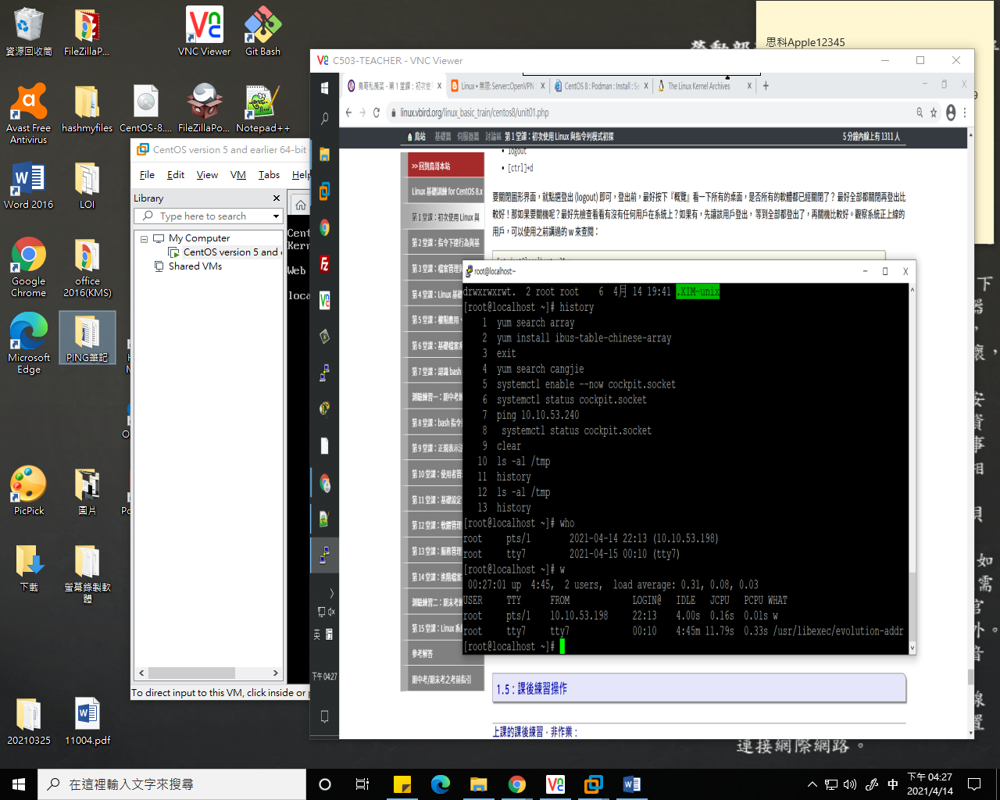 資源回收筒
FileZillaP...
VNC Viewer
Git Bash
Avast Free
Antivirus
hashmyfiles
CentOS-8....
FileZillaPo...
Notepad++
Word 2016
LOI
Google
Chrome
office
2016(KMS)
Microsoft
Edge
PING筆記
PicPick
圖片
下載
螢幕錄製軟
體
20210325
11004.pdf
思科Apple12345
CentOS version 5 and earlier 64-bit
File Edit View VM Tabs Help
Library
Type here to search
My Computer
CentOS version 5 and
Shared VMs
Cent
Kern
Web
loca
To direct input to this VM, click inside or p
C503-TEACHER - VNC Viewer
鳥哥私房菜 - 第 1 堂課：初次使用
Linux • 無限: Server:OpenVPN
CentOS 8 : Podman : Install : Se
The Linux Kernel Archives
linux.vbird.org/linux_basic_train/centos8/unit01.php
鳥站 基礎篇 伺服器篇 討論區 第 1 堂課：初次使用 Linux 與指令列模式初探
5 分鐘內線上有 1311 人
>> 回到鳥哥本站
Linux 基礎訓練 for CentOS 8.x
第 1 堂課：初次使用 Linux 與
第 2 堂課：指令下達行為與基
第 3 堂課：檔案管理
第 4 堂課：Linux 基礎
第 5 堂課：權限應用、
第 6 堂課：基礎檔案系
第 7 堂課：認識 bash
測驗練習一：期中考
第 8 堂課：bash 指令
第 9 堂課：正規表示法
第 10 堂課：使用者管
第 11 堂課：基礎設定
第 12 堂課：軟體管理
第 13 堂課：服務管理
第 14 堂課：進階檔案
測驗練習二：期末考
第 15 堂課：Linux 系統
參考解答
期中考/期末考之考前指引
logout
[ctrl]+d
要關閉圖形界面，就點選登出 (logout) 即可，登出前，最好按下『概覽』看一下所有的桌面，是否所有的軟體都已經關閉了？ 最好全部都關閉再登出比
較好！那如果要關機呢？最好先檢查看看有沒有任何用戶在系統上？如果有，先讓該用戶登出，等到全部都登出了，再關機比較好。觀察系統正上線的
用戶，可以使用之前講過的 w 來查閱：
root@localhost:~
drwxrwxrwt. 2 root root 6 4月 14 19:41 .XIM-unix
[root@localhost ~]# history
1 yum search array
2 yum install ibus-table-chinese-array
3 exit
4 yum search cangjie
5 systemctl enable --now cockpit.socket
6 systemctl status cockpit.socket
7 ping 10.10.53.240
8 systemctl status cockpit.socket
9 clear
10 ls -al /tmp
11 history
12 ls -al /tmp
13 history
[root@localhost ~]# who
root pts/1 2021-04-14 22:13 (10.10.53.198)
root tty7 2021-04-15 00:10 (tty7)
[root@localhost ~]# w
00:27:01 up 4:45, 2 users, load average: 0.31, 0.08, 0.03
USER TTY FROM LOGIN@ IDLE JCPU PCPU WHAT
root pts/1 10.10.53.198 22:13 4.00s 0.16s 0.01s w
root tty7 tty7 00:10 4:45m 11.79s 0.33s /usr/libexec/evolution-addr
[root@localhost ~]#
1.5：課後練習操作
上課的課後練習，非作業：
英
下午 04:27
連接網際網路。
在這裡輸入文字來搜尋
中
下午 04:27
2021/4/14